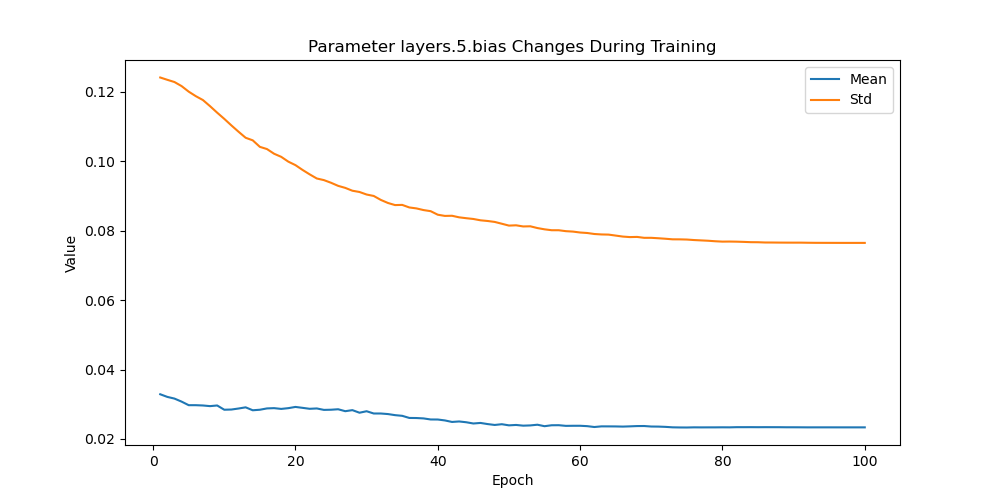 Parameter layers.5.bias Changes During Training
Mean
Std
Value
0.12
0.10
0.08
0.06
0.04
0.02
0
20
40
60
80
100
Epoch